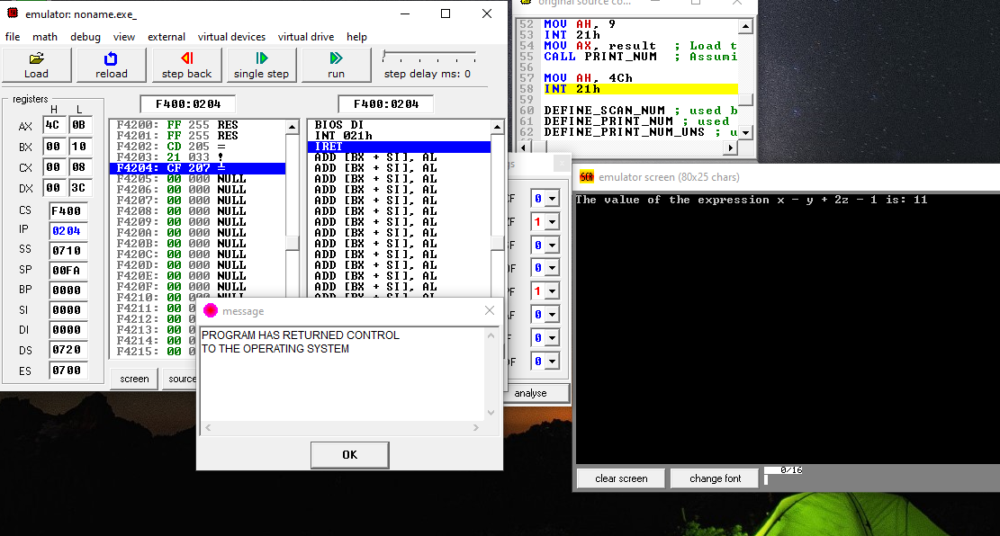 emulator: noname.exe_
file math debug view external virtual devices virtual drive help
Load reload step back single step run step delay ms: 0
registers
H L
AX 4C 0B
BX 00 10
CX 00 08
DX 00 3C
CS F400
IP 0204
SS 0710
SP 00FA
BP 0000
SI 0000
DI 0000
DS 0720
ES 0700
F400:0204
F4200: FF 255 RES
F4201: FF 255 RES
F4202: CD 205 =
F4203: 21 033 !
F4204: CF 207 ╧
F4205: 00 000 NULL
F4206: 00 000 NULL
F4207: 00 000 NULL
F4208: 00 000 NULL
F4209: 00 000 NULL
F420A: 00 000 NULL
F420B: 00 000 NULL
F420C: 00 000 NULL
F420D: 00 000 NULL
F420E: 00 000 NULL
F420F: 00 000 NULL
F4210: 00 000 NULL
F4211: 00 0
F4212: 00 0
F4213: 00 0
F4214: 00 0
F4215: 00 0
F400:0204
BIOS DI
INT 021h
IRET
ADD [BX + SI], AL
ADD [BX + SI], AL
ADD [BX + SI], AL
ADD [BX + SI], AL
ADD [BX + SI], AL
ADD [BX + SI], AL
ADD [BX + SI], AL
ADD [BX + SI], AL
ADD [BX + SI], AL
ADD [BX + SI], AL
ADD [BX + SI], AL
ADD [BX + SI], AL
ADD [BX + SI], AL
ADD [BX + SI], AL
screen source
message
PROGRAM HAS RETURNED CONTROL
TO THE OPERATING SYSTEM
OK
original source co...
52 MOV AH, 9
53 INT 21h
54 MOV AX, result ; Load t
55 CALL PRINT_NUM ; Assumi
56
57 MOV AH, 4Ch
58 INT 21h
59
60 DEFINE_SCAN_NUM ; used b
61 DEFINE_PRINT_NUM ; used
62 DEFINE_PRINT_NUM_UNS ; u
gs
CF 0
ZF 1
SF 0
OF 0
PF 1
AF 0
IF 0
DF 0
analyse
emulator screen (80x25 chars)
The value of the expression x - y + 2z - 1 is: 11
clear screen change font 0/16